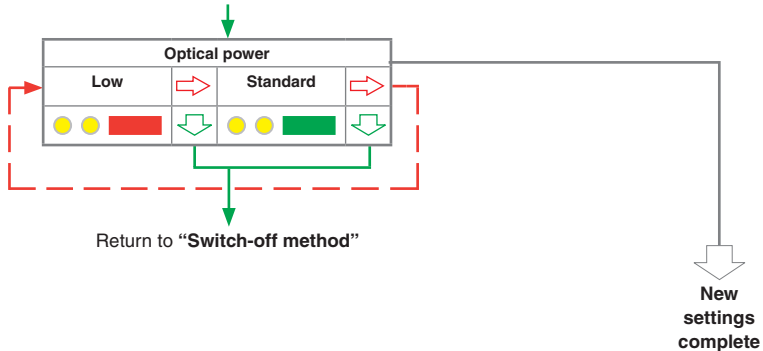 Optical power
Low
Standard
Return to “Switch-off method”
New
settings
complete